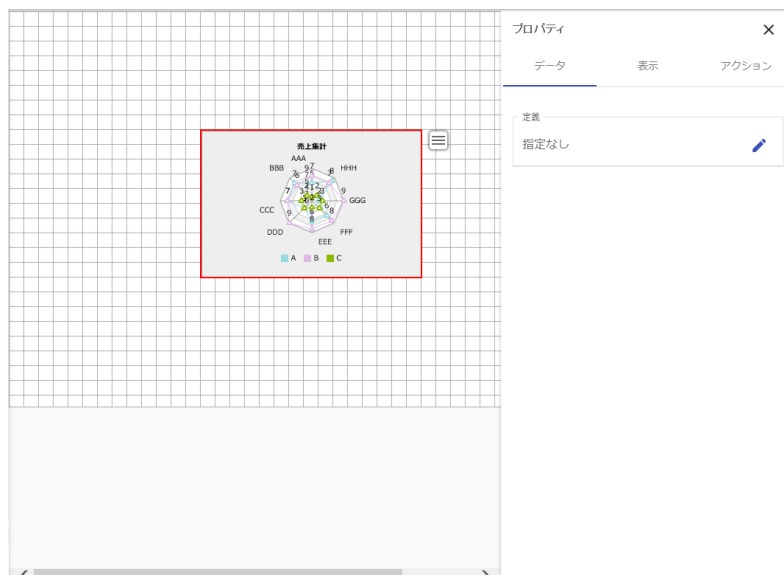 プロパティ
データ 表示 アクション
定義
指定なし
売上集計
AAA
BBB
HHH
CCC
GGG
DDD
FFF
EEE
A B C